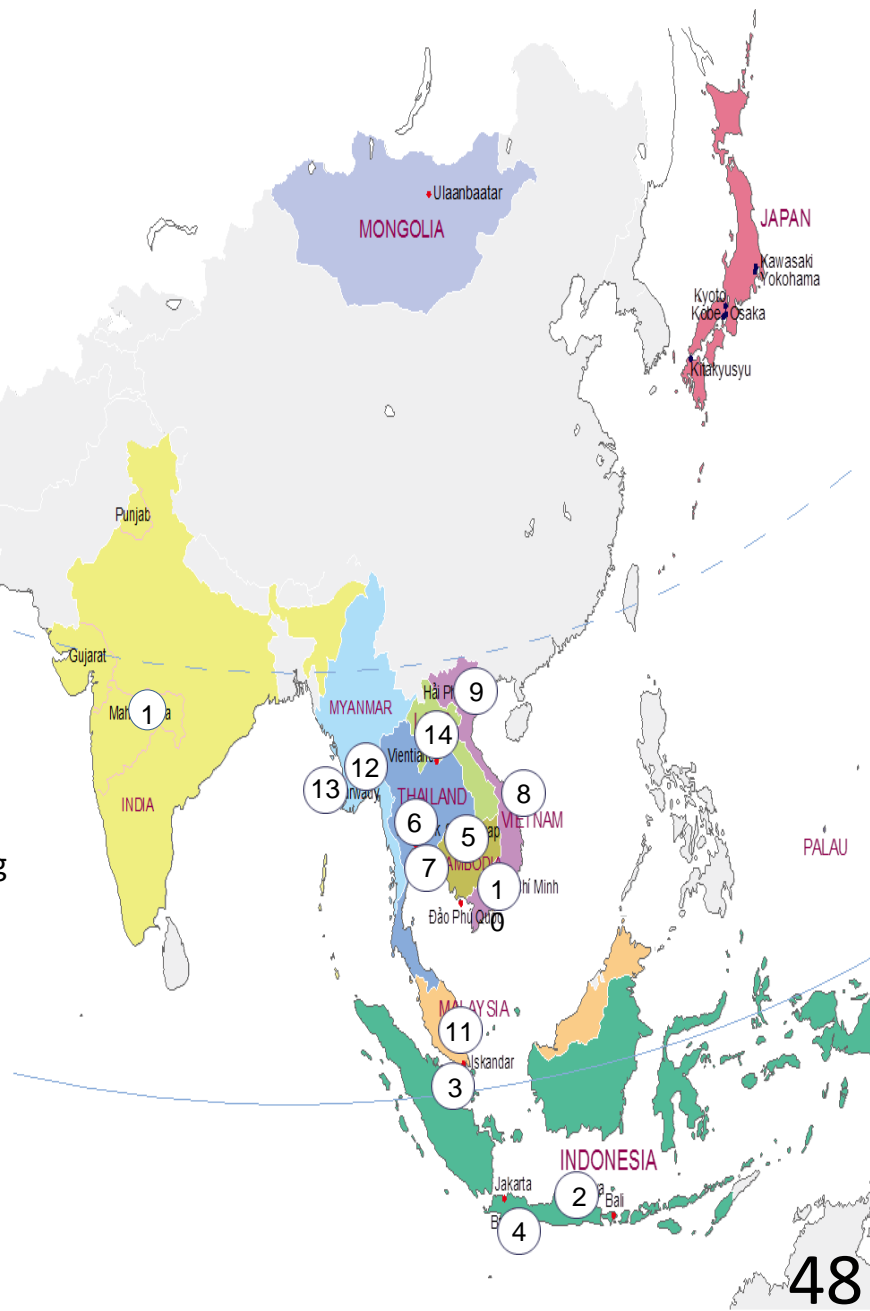 Ulaanbaatar
MONGOLIA
JAPAN
Kawasaki
Yokohama
Kyoto
Kobe Osaka
Kitakyusyu
Punjab
Gujarat
1
INDIA
MYANMAR
9
14
Vientiane
12
13
THAILAND
8
VIETNAM
6
5
7
10
Đảo Phú Quốc
PALAU
g
MALAYSIA
11
Iskandar
3
INDONESIA
Jakarta
2
Bali
4
48